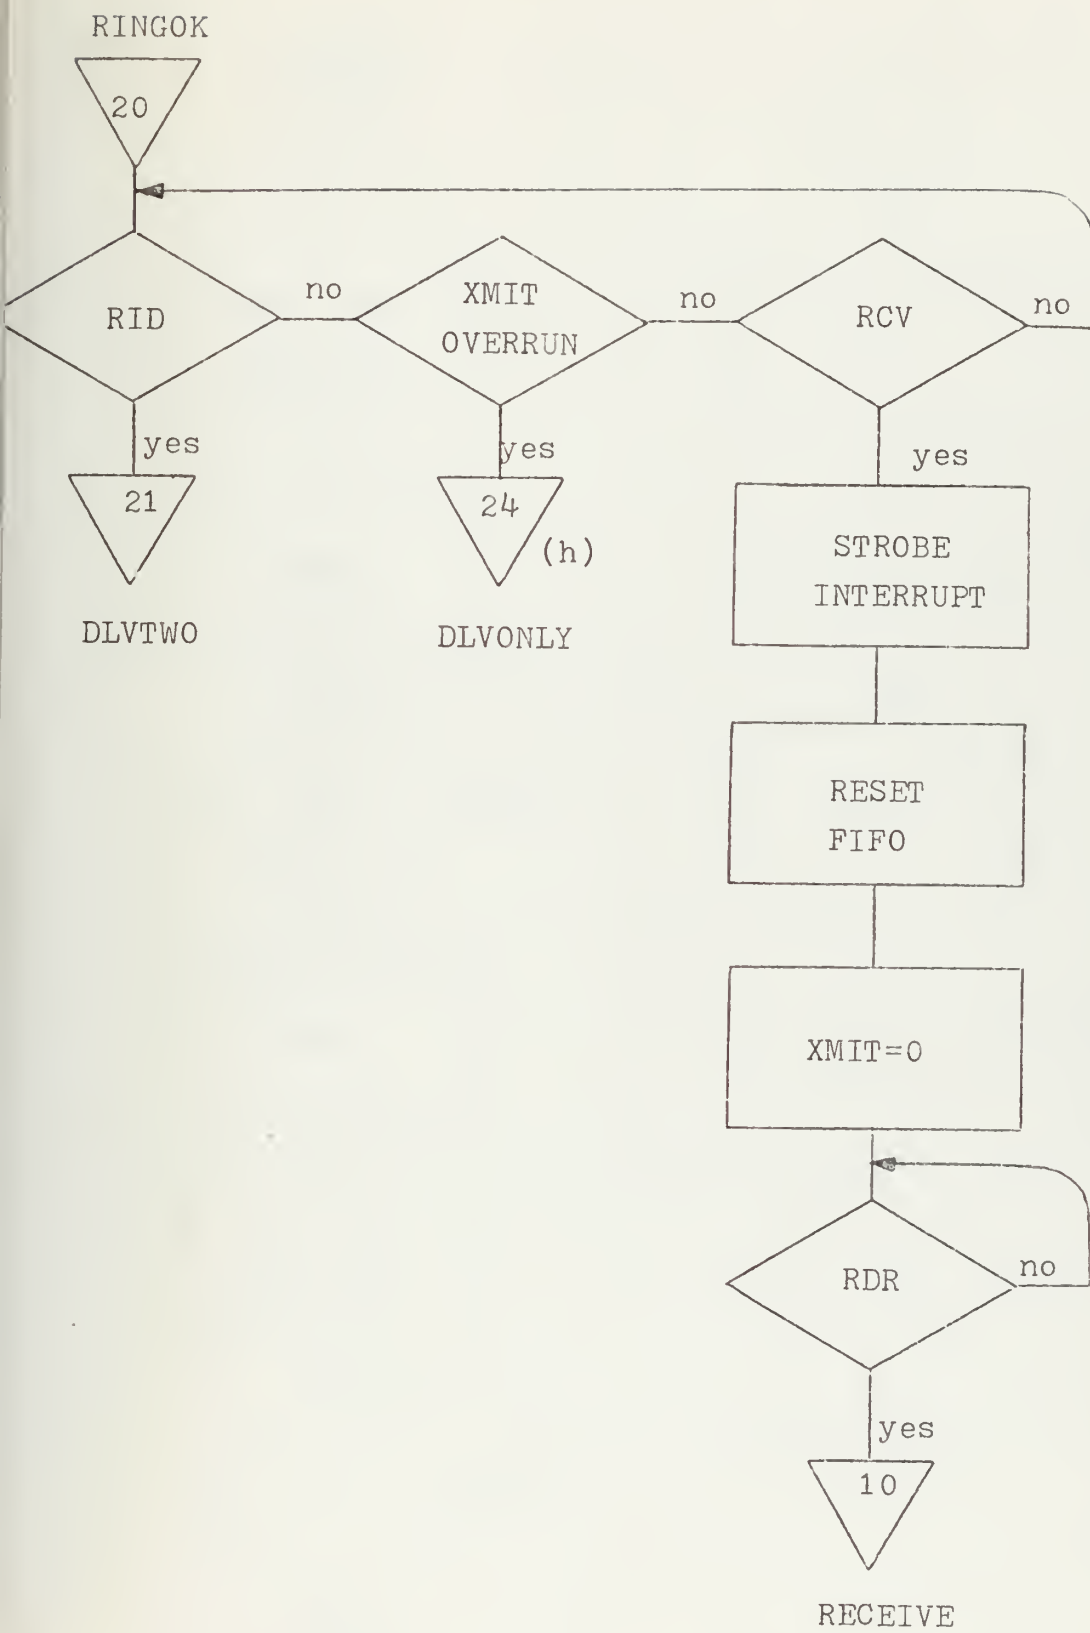 RINGOK
20
RID
no
XMIT
OVERRUN
no
RCV
no
yes
21
DLVTWO
yes
24
(h)
DLVONLY
yes
STROBE
INTERRUPT
RESET
FIFO
XMIT=0
RDR
no
yes
10
RECEIVE